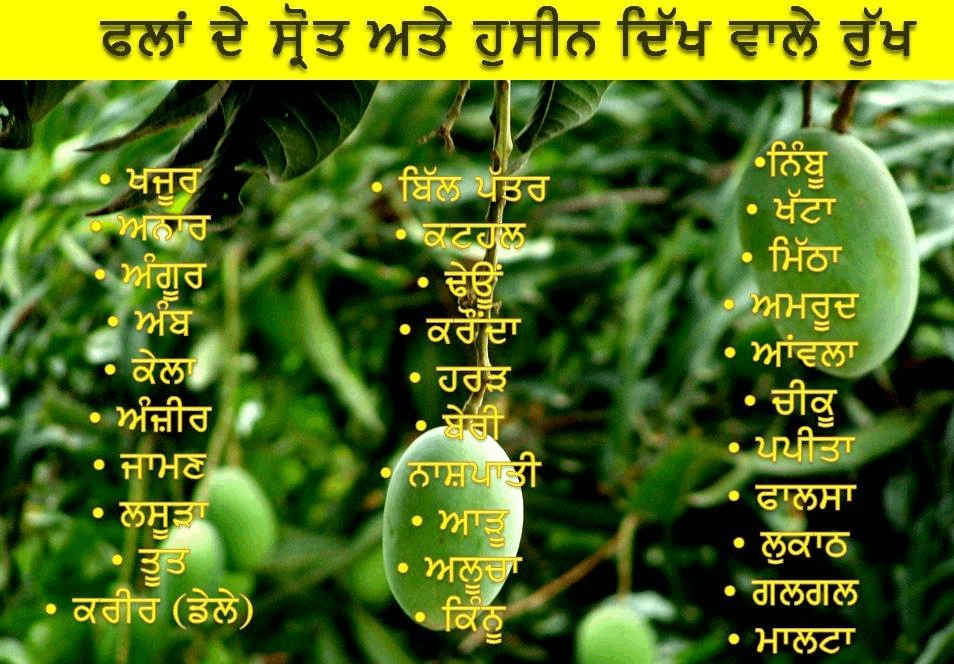 ਫਲਾਂ ਦੇ ਸ੍ਰੋਤ ਅਤੇ ਹੁਸੀਨ ਦਿੱਖ ਵਾਲੇ ਰੁੱਖ
• ਖਜੂਰ
• ਅਨਾਰ
• ਅੰਗੂਰ
• ਅੰਬ
• ਕੇਲਾ
• ਅੰਜ਼ੀਰ
• ਜਾਮਣ
• ਲਸੂੜਾ
• ਤੂਤ
• ਕਰੀਰ (ਡੇਲੇ)
• ਬਿੱਲ ਪੱਤਰ
• ਕਟਹਲ
• ਢੇਊਂ
• ਕਰੌਂਦਾ
• ਹਰੜ
• ਬੇਰੀ
• ਨਾਸ਼ਪਾਤੀ
• ਆੜੂ
• ਅਲੂਚਾ
• ਕਿੰਨੂ
•ਨਿੰਬੂ
• ਖੱਟਾ
• ਮਿੱਠਾ
• ਅਮਰੂਦ
• ਆਂਵਲਾ
• ਚੀਕੂ
• ਪਪੀਤਾ
• ਫਾਲਸਾ
• ਲੁਕਾਠ
• ਗਲਗਲ
• ਮਾਲਟਾ